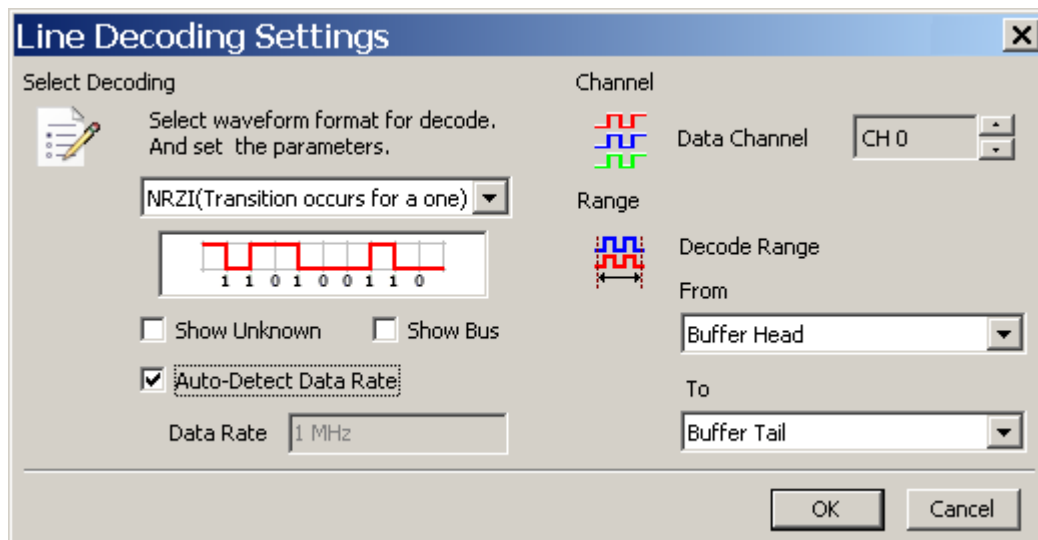 Line Decoding Settings
Select Decoding
Select waveform format for decode.
And set the parameters.
NRZI(Transition occurs for a one)
1 1 0 1 0 0 1 1 0
Show Unknown
Show Bus
Auto-Detect Data Rate
Data Rate
1 MHz
Channel
Data Channel
CH 0
Range
Decode Range
From
Buffer Head
To
Buffer Tail
OK
Cancel